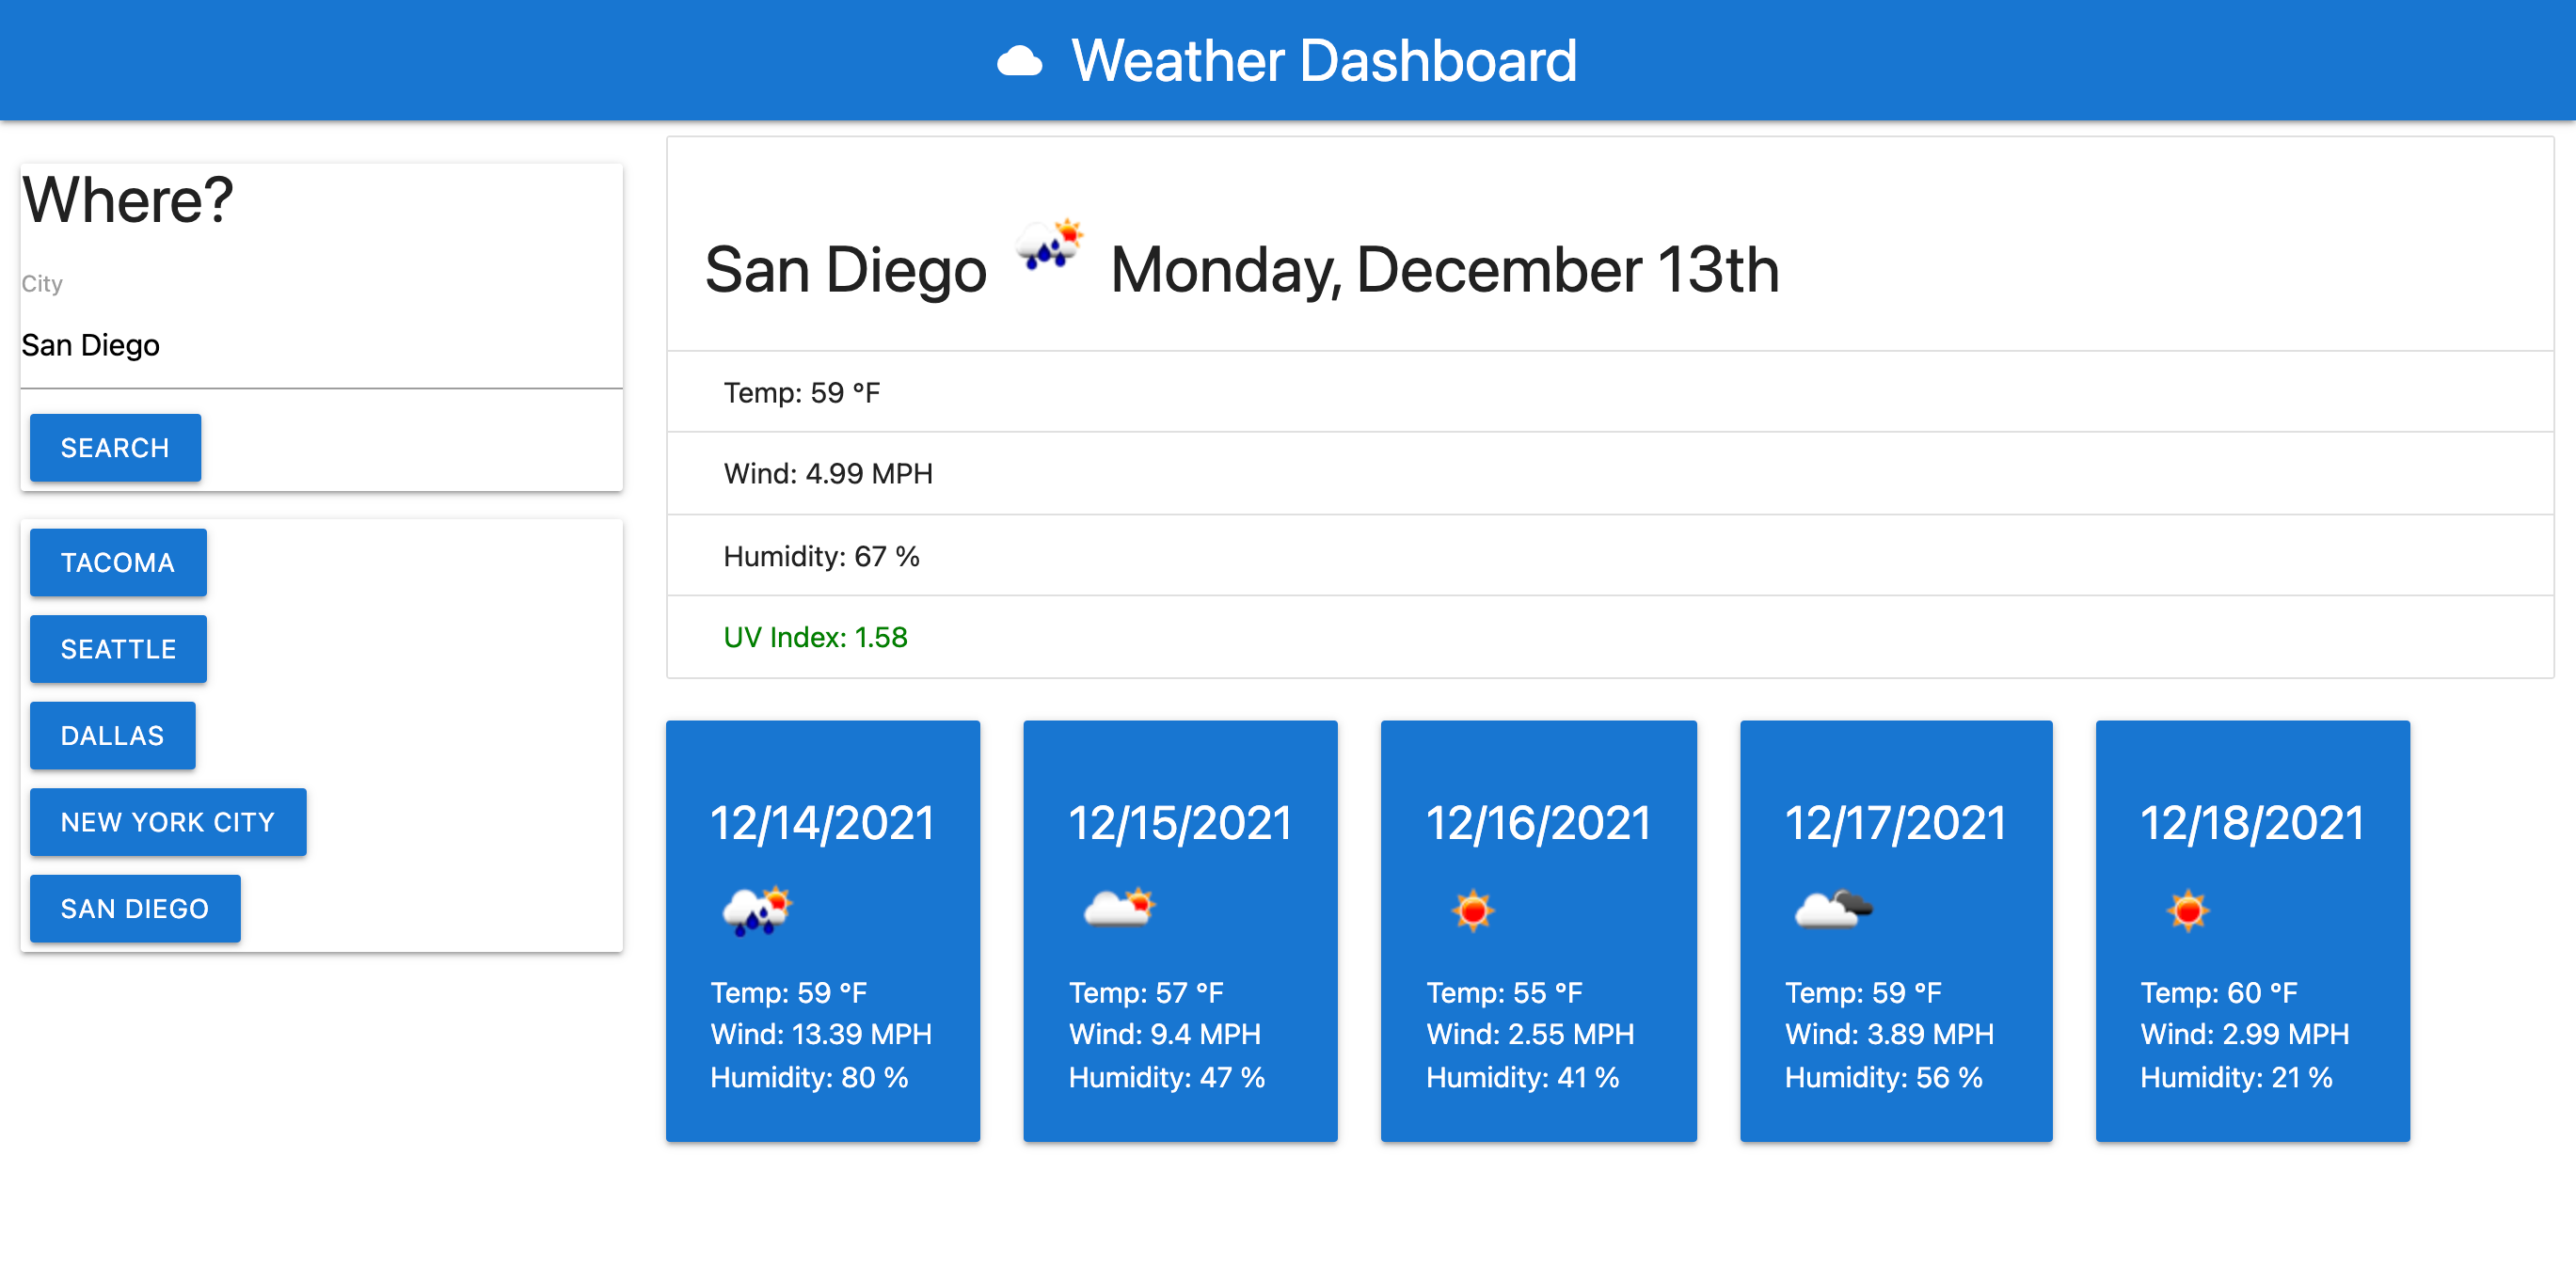 Weather Dashboard
Where?
City
San Diego
SEARCH
TACOMA
SEATTLE
DALLAS
NEW YORK CITY
SAN DIEGO
San Diego Monday, December 13th
Temp: 59 °F
Wind: 4.99 MPH
Humidity: 67 %
UV Index: 1.58
12/14/2021
Temp: 59 °F
Wind: 13.39 MPH
Humidity: 80 %
12/15/2021
Temp: 57 °F
Wind: 9.4 MPH
Humidity: 47 %
12/16/2021
Temp: 55 °F
Wind: 2.55 MPH
Humidity: 41 %
12/17/2021
Temp: 59 °F
Wind: 3.89 MPH
Humidity: 56 %
12/18/2021
Temp: 60 °F
Wind: 2.99 MPH
Humidity: 21 %